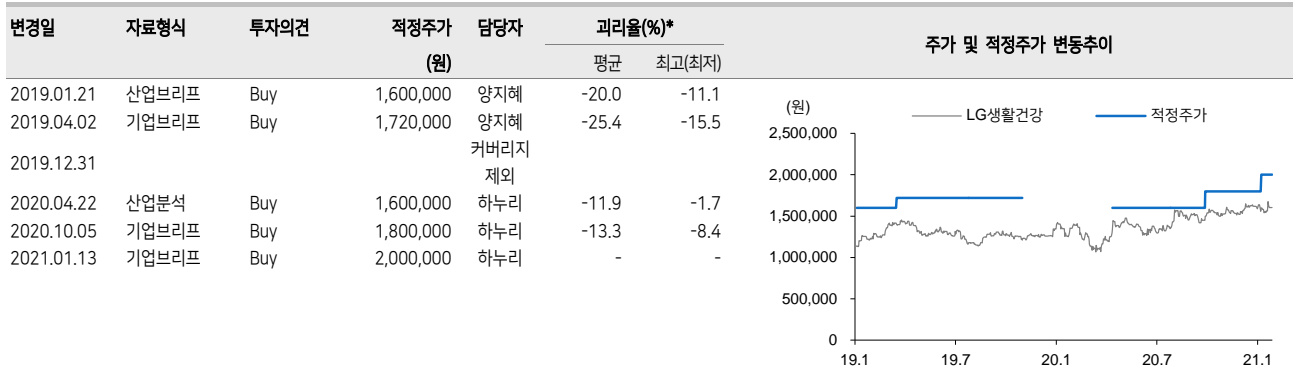 변경일 자료형식 투자의견 적정주가 담당자 괴리율(%)* 주가 및 적정주가 변동추이
(원) 평균 최고(최저)
2019.01.21 산업브리프 Buy 1,600,000 양지혜 -20.0 -11.1
2019.04.02 기업브리프 Buy 1,720,000 양지혜 -25.4 -15.5
2019.12.31 커버리지
제외
2020.04.22 산업분석 Buy 1,600,000 하누리 -11.9 -1.7
2020.10.05 기업브리프 Buy 1,800,000 하누리 -13.3 -8.4
2021.01.13 기업브리프 Buy 2,000,000 하누리 - -
(원) LG생활건강 적정주가
2,500,000
2,000,000
1,500,000
1,000,000
500,000
0
19.1 19.7 20.1 20.7 21.1